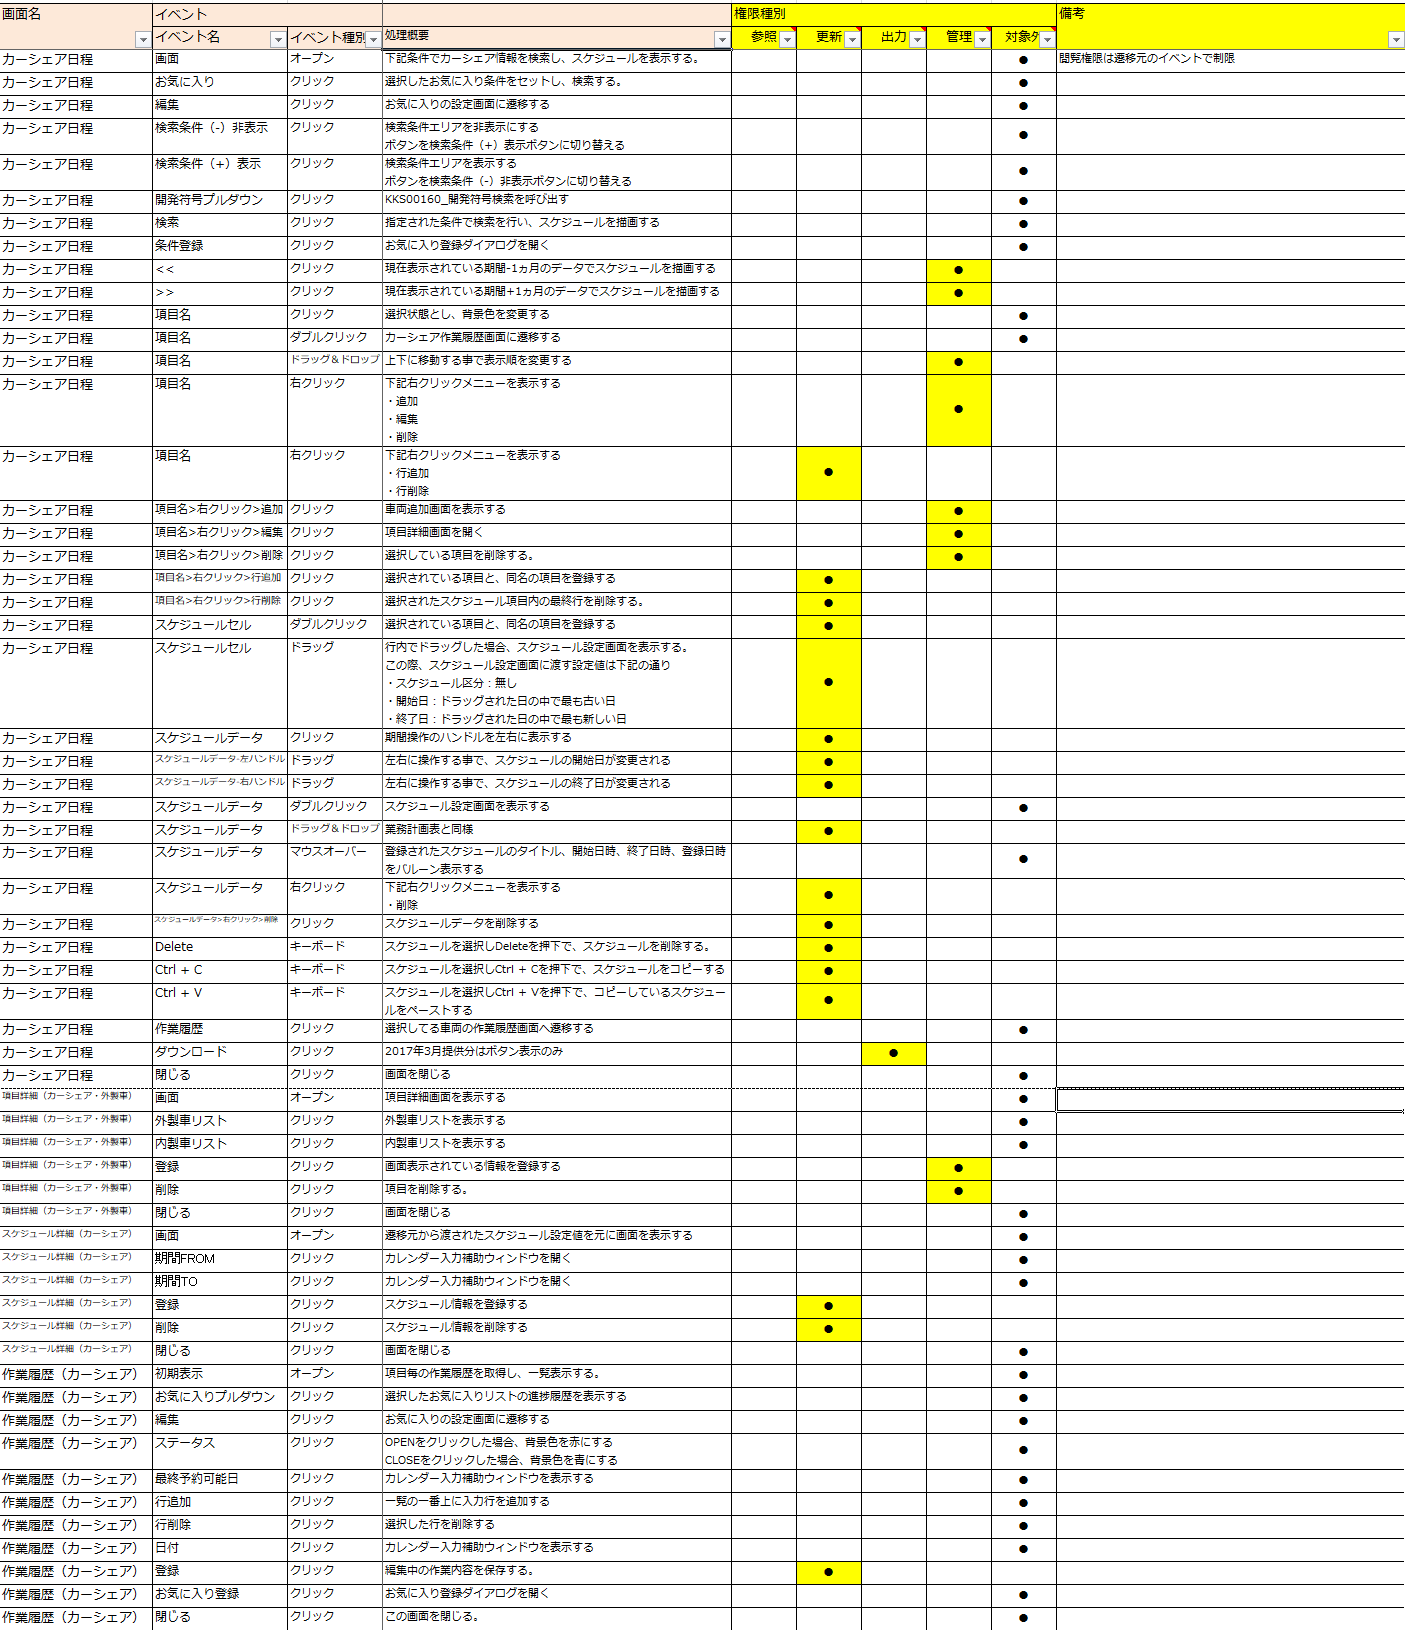 画面名 イベント 権限種別 備考
イベント名 イベント種別 処理概要 参照 更新 出力 管理 対象外
カーシェア日程 画面 オープン 下記条件でカーシェア情報を検索し、スケジュールを表示する。 ● 閲覧権限は遷移元のイベントで制限
カーシェア日程 お気に入り クリック 選択したお気に入り条件をセットし、検索する。 ●
カーシェア日程 編集 クリック お気に入りの設定画面に遷移する ●
カーシェア日程 検索条件（-）非表示 クリック 検索条件エリアを非表示にする ●
ボタンを検索条件（+）表示ボタンに切り替える
カーシェア日程 検索条件（+）表示 クリック 検索条件エリアを表示する ●
ボタンを検索条件（-）非表示ボタンに切り替える
カーシェア日程 開発符号プルダウン クリック KKS00160_開発符号検索を呼び出す ●
カーシェア日程 検索 クリック 指定された条件で検索を行い、スケジュールを描画する ●
カーシェア日程 条件登録 クリック お気に入り登録ダイアログを開く ●
カーシェア日程 << クリック 現在表示されている期間-1ヵ月のデータでスケジュールを描画する ●
カーシェア日程 >> クリック 現在表示されている期間+1ヵ月のデータでスケジュールを描画する ●
カーシェア日程 項目名 クリック 選択状態とし、背景色を変更する ●
カーシェア日程 項目名 ダブルクリック カーシェア作業履歴画面に遷移する ●
カーシェア日程 項目名 ドラッグ＆ドロップ 上下に移動する事で表示順を変更する ●
カーシェア日程 項目名 右クリック 下記右クリックメニューを表示する ●
・追加
・編集
・削除
カーシェア日程 項目名 右クリック 下記右クリックメニューを表示する ●
・行追加
・行削除
カーシェア日程 項目名>右クリック>追加 クリック 車両追加画面を表示する ●
カーシェア日程 項目名>右クリック>編集 クリック 項目詳細画面を開く ●
カーシェア日程 項目名>右クリック>削除 クリック 選択している項目を削除する。 ●
カーシェア日程 項目名>右クリック>行追加 クリック 選択されている項目と、同名の項目を登録する ●
カーシェア日程 項目名>右クリック>行削除 クリック 選択されたスケジュール項目内の最終行を削除する。 ●
カーシェア日程 スケジュールセル ダブルクリック 選択されている項目と、同名の項目を登録する ●
カーシェア日程 スケジュールセル ドラッグ 行内でドラッグした場合、スケジュール設定画面を表示する。 ●
この際、スケジュール設定画面に渡す設定値は下記の通り
・スケジュール区分：無し
・開始日：ドラッグされた日の中で最も古い日
・終了日：ドラッグされた日の中で最も新しい日
カーシェア日程 スケジュールデータ クリック 期間操作のハンドルを左右に表示する ●
カーシェア日程 スケジュールデータ-左ハンドル ドラッグ 左右に操作する事で、スケジュールの開始日が変更される ●
カーシェア日程 スケジュールデータ-右ハンドル ドラッグ 左右に操作する事で、スケジュールの終了日が変更される ●
カーシェア日程 スケジュールデータ ダブルクリック スケジュール設定画面を表示する ●
カーシェア日程 スケジュールデータ ドラッグ＆ドロップ 業務計画表と同様 ●
カーシェア日程 スケジュールデータ マウスオーバー 登録されたスケジュールのタイトル、開始日時、終了日時、登録日時 ●
をバルーン表示する
カーシェア日程 スケジュールデータ 右クリック 下記右クリックメニューを表示する ●
・削除
カーシェア日程 スケジュールデータ>右クリック>削除 クリック スケジュールデータを削除する ●
カーシェア日程 Delete キーボード スケジュールを選択しDeleteを押下で、スケジュールを削除する。 ●
カーシェア日程 Ctrl + C キーボード スケジュールを選択しCtrl + Cを押下で、スケジュールをコピーする ●
カーシェア日程 Ctrl + V キーボード スケジュールを選択しCtrl + Vを押下で、コピーしているスケジュー ●
ルをペーストする
カーシェア日程 作業履歴 クリック 選択してる車両の作業履歴画面へ遷移する ●
カーシェア日程 ダウンロード クリック 2017年3月提供分はボタン表示のみ ●
カーシェア日程 閉じる クリック 画面を閉じる ●
項目詳細（カーシェア・外製車） 画面 オープン 項目詳細画面を表示する ●
項目詳細（カーシェア・外製車） 外製車リスト クリック 外製車リストを表示する ●
項目詳細（カーシェア・外製車） 内製車リスト クリック 内製車リストを表示する ●
項目詳細（カーシェア・外製車） 登録 クリック 画面表示されている情報を登録する ●
項目詳細（カーシェア・外製車） 削除 クリック 項目を削除する。 ●
項目詳細（カーシェア・外製車） 閉じる クリック 画面を閉じる ●
スケジュール詳細（カーシェア） 画面 オープン 遷移元から渡されたスケジュール設定値を元に画面を表示する ●
スケジュール詳細（カーシェア） 期間FROM クリック カレンダー入力補助ウィンドウを開く ●
スケジュール詳細（カーシェア） 期間TO クリック カレンダー入力補助ウィンドウを開く ●
スケジュール詳細（カーシェア） 登録 クリック スケジュール情報を登録する ●
スケジュール詳細（カーシェア） 削除 クリック スケジュール情報を削除する ●
スケジュール詳細（カーシェア） 閉じる クリック 画面を閉じる ●
作業履歴（カーシェア） 初期表示 オープン 項目毎の作業履歴を取得し、一覧表示する。 ●
作業履歴（カーシェア） お気に入りプルダウン クリック 選択したお気に入りリストの進捗履歴を表示する ●
作業履歴（カーシェア） 編集 クリック お気に入りの設定画面に遷移する ●
作業履歴（カーシェア） ステータス クリック OPENをクリックした場合、背景色を赤にする ●
CLOSEをクリックした場合、背景色を青にする
作業履歴（カーシェア） 最終予約可能日 クリック カレンダー入力補助ウィンドウを表示する ●
作業履歴（カーシェア） 行追加 クリック 一覧の一番上に入力行を追加する ●
作業履歴（カーシェア） 行削除 クリック 選択した行を削除する ●
作業履歴（カーシェア） 日付 クリック カレンダー入力補助ウィンドウを表示する ●
作業履歴（カーシェア） 登録 クリック 編集中の作業内容を保存する。 ●
作業履歴（カーシェア） お気に入り登録 クリック お気に入り登録ダイアログを開く ●
作業履歴（カーシェア） 閉じる クリック この画面を閉じる。 ●